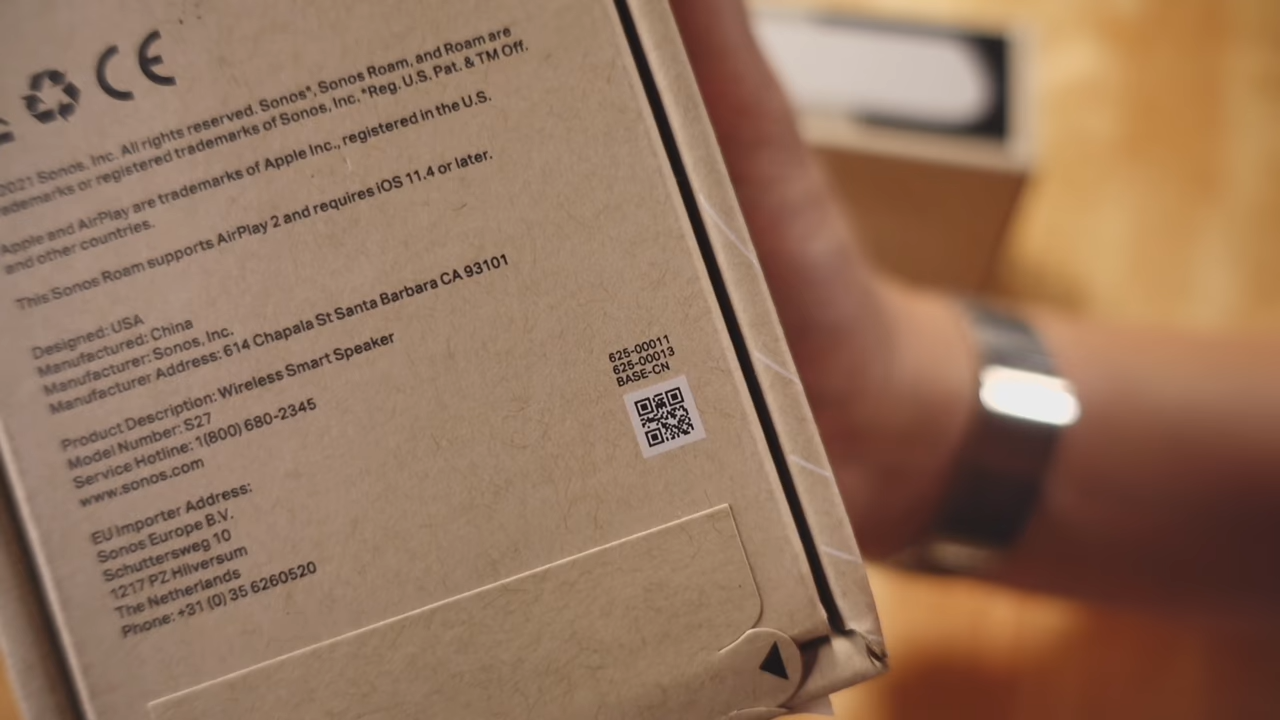 CE
2021 Sonos, Inc. All rights reserved. Sonos®, Sonos Roam, and Roam are
trademarks or registered trademarks of Sonos, Inc. ®Reg. U.S. Pat. & TM Off.
Apple and AirPlay are trademarks of Apple Inc., registered in the U.S.
and other countries.
This Sonos Roam supports AirPlay 2 and requires iOS 11.4 or later.
Designed: USA
Manufactured: China
Manufacturer: Sonos, Inc.
Manufacturer Address: 614 Chapala St Santa Barbara CA 93101
Product Description: Wireless Smart Speaker
Model Number: S27
Service Hotline: 1(800) 680-2345
www.sonos.com
EU Importer Address:
Sonos Europe B.V.
Schuttersweg 10
1217 PZ Hilversum
The Netherlands
Phone: +31 (0) 35 6260520
625-00011
625-00013
BASE-CN